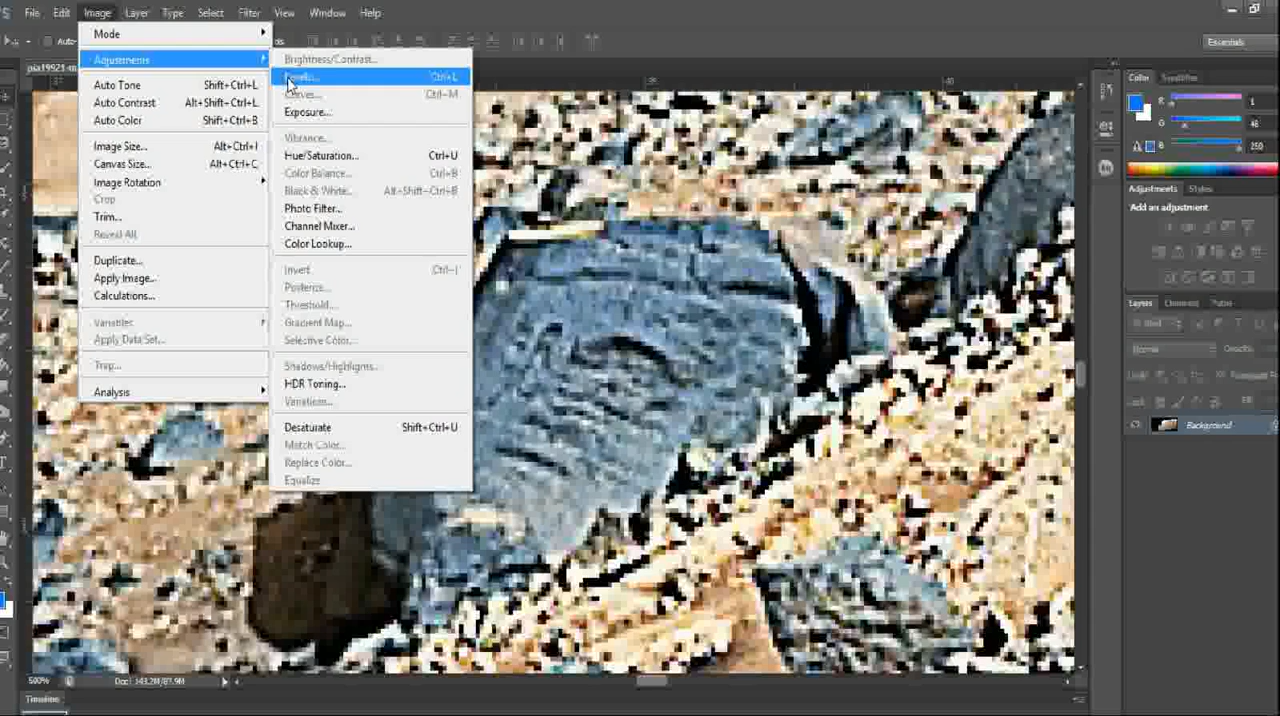 File Edit Image Layer Type Select Filter View Window Help
Mode
Auto-
Essentials
Adjustments
Auto Tone Shift+Ctrl+L
Auto Contrast Alt+Shift+Ctrl+L
Auto Color Shift+Ctrl+B
Image Size... Alt+Ctrl+I
Canvas Size... Alt+Ctrl+C
Image Rotation
Crop
Trim...
Reveal All
Duplicate...
Apply Image...
Calculations...
Variables
Apply Data Set...
Trap...
Analysis
Brightness/Contrast...
Levels... Ctrl+L
Curves... Ctrl+M
Exposure...
Vibrance...
Hue/Saturation... Ctrl+U
Color Balance... Ctrl+B
Black & White... Alt+Shift+Ctrl+B
Photo Filter...
Channel Mixer...
Color Lookup...
Invert Ctrl+I
Posterize...
Threshold...
Gradient Map...
Selective Color...
Shadows/Highlights...
HDR Toning...
Variations...
Desaturate Shift+Ctrl+U
Match Color...
Replace Color...
Equalize
Color Swatches
R 1
G
B 250
Adjustments Styles
Add an adjustment
Layers Channels Paths
Normal Opacity:
Background
500%
Timeline